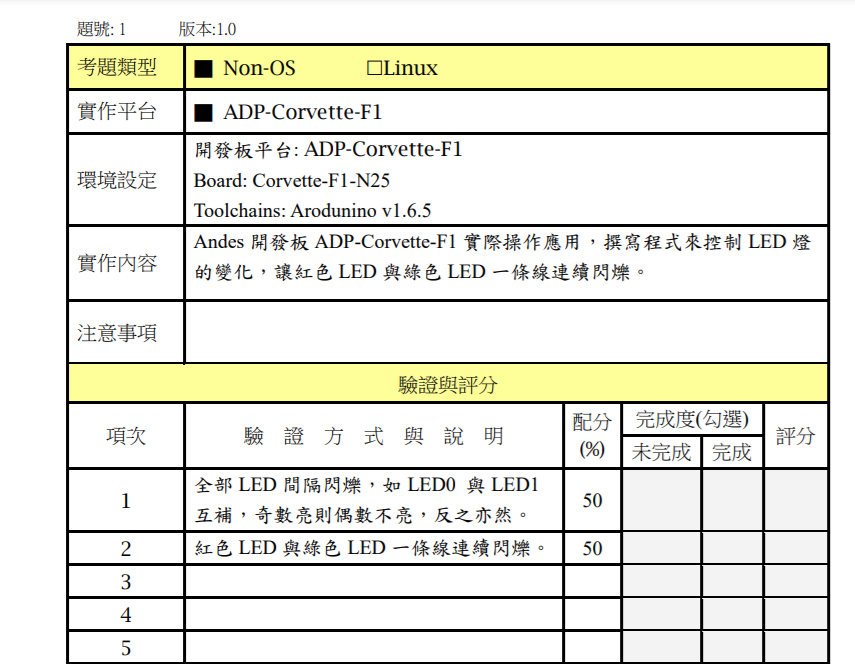 題號: 1 版本:1.0
考題類型 ■ Non-OS □Linux
實作平台 ■ ADP-Corvette-F1
環境設定
開發板平台: ADP-Corvette-F1
Board: Corvette-F1-N25
Toolchains: Arodunino v1.6.5
實作內容
Andes 開發板 ADP-Corvette-F1 實際操作應用，撰寫程式來控制 LED 燈
的變化，讓紅色 LED 與綠色 LED 一條線連續閃爍。
注意事項
驗證與評分
項次 驗 證 方 式 與 說 明 配分
(%)
完成度(勾選)
未完成 完成
評分
1
全部 LED 間隔閃爍，如 LED0 與 LED1
互補，奇數亮則偶數不亮，反之亦然。
50
2 紅色 LED 與綠色 LED 一條線連續閃爍。 50
3
4
5